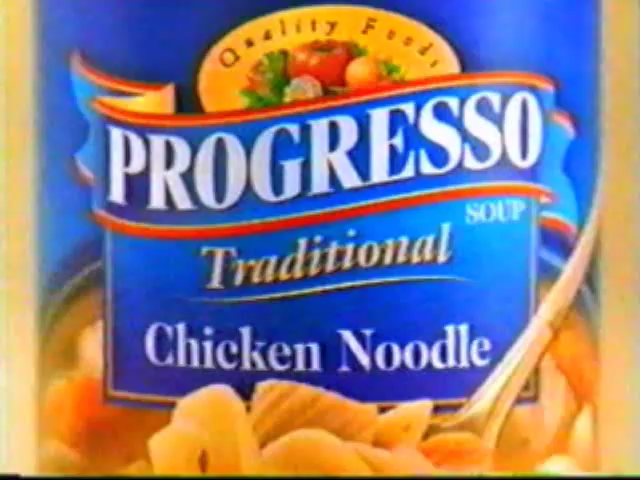 Quality Foods
PROGRESSO
SOUP
Traditional
Chicken Noodle